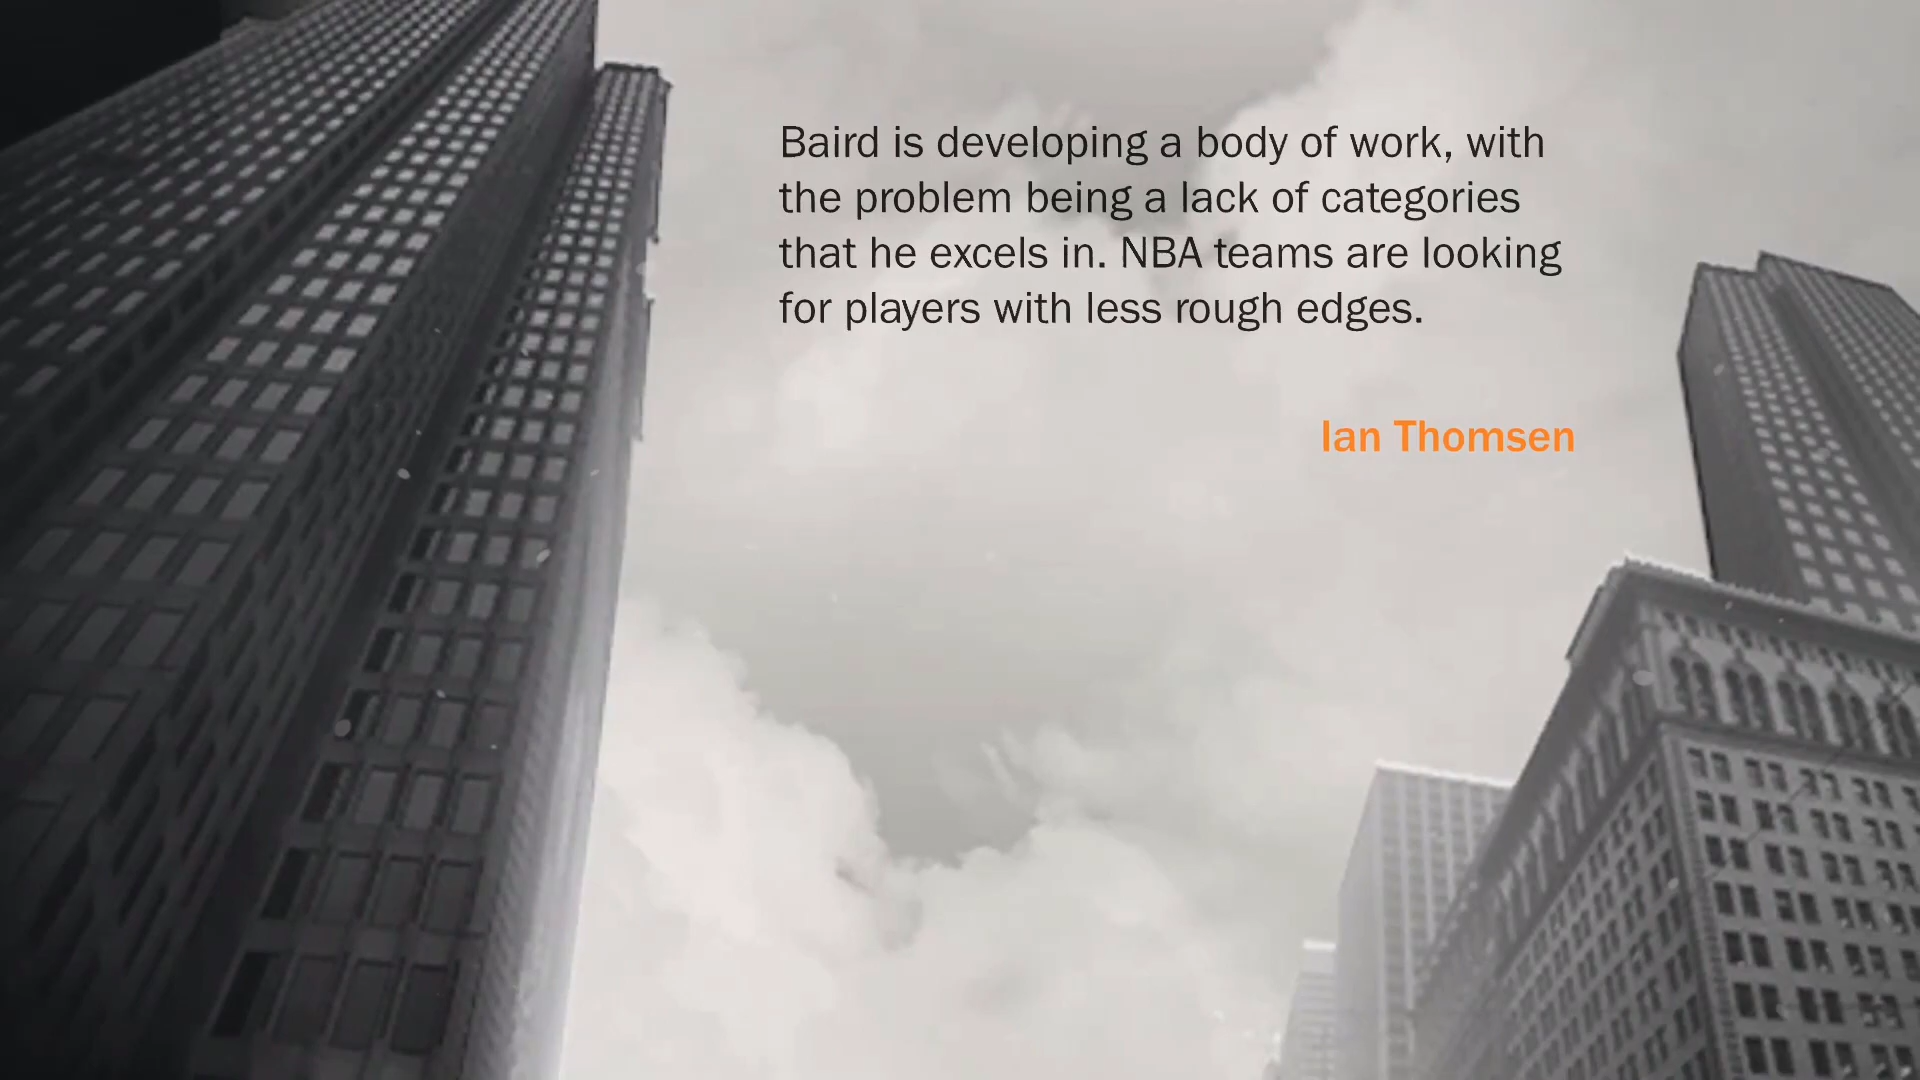 Baird is developing a body of work, with
the problem being a lack of categories
that he excels in. NBA teams are looking
for players with less rough edges.
Ian Thomsen